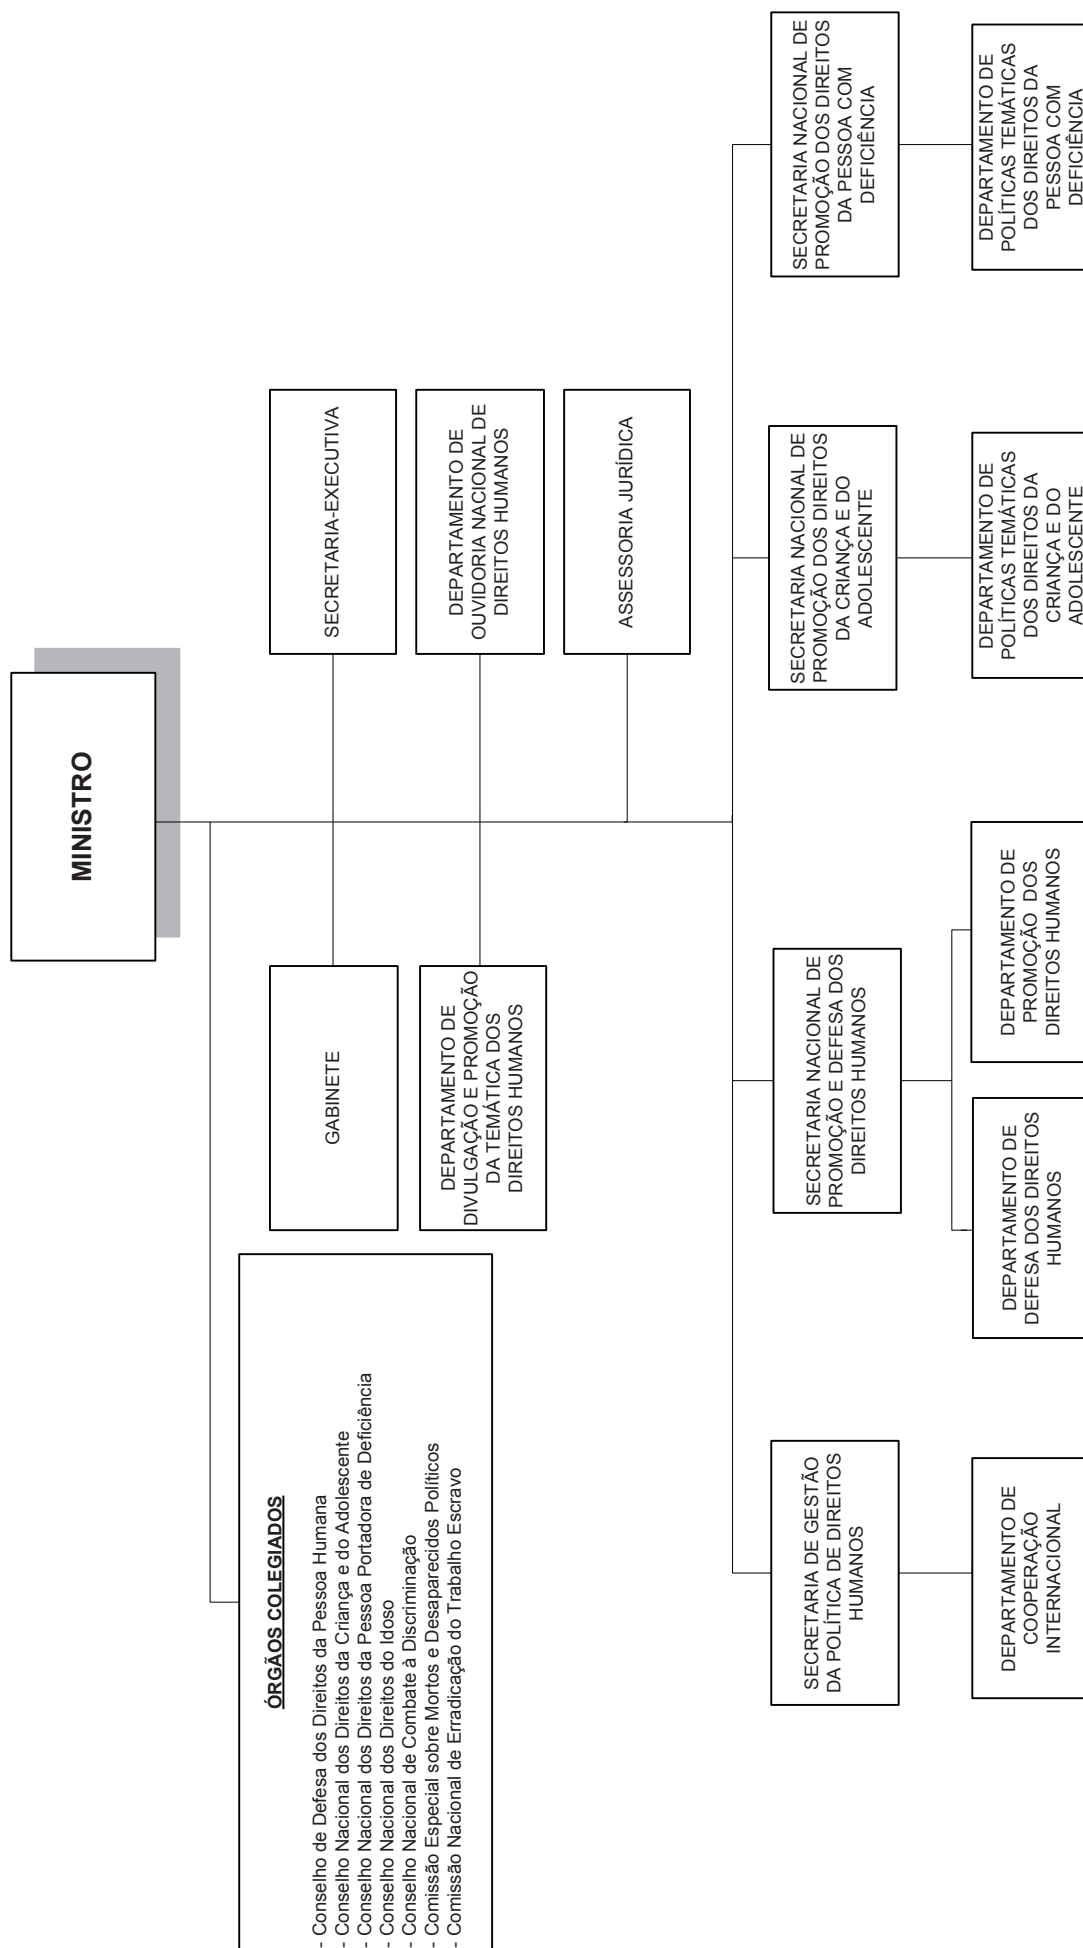 MINISTRO
ÓRGÃOS COLEGIADOS
- Conselho de Defesa dos Direitos da Pessoa Humana
- Conselho Nacional dos Direitos da Criança e do Adolescente
- Conselho Nacional dos Direitos da Pessoa Portadora de Deficiência
- Conselho Nacional dos Direitos do Idoso
- Conselho Nacional de Combate à Discriminação
- Comissão Especial sobre Mortos e Desaparecidos Políticos
- Comissão Nacional de Erradicação do Trabalho Escravo
GABINETE
SECRETARIA-EXECUTIVA
DEPARTAMENTO DE
DIVULGAÇÃO E PROMOÇÃO
DA TEMÁTICA DOS
DIREITOS HUMANOS
DEPARTAMENTO DE
OUVIDORIA NACIONAL DE
DIREITOS HUMANOS
ASSESSORIA JURÍDICA
SECRETARIA DE GESTÃO
DA POLÍTICA DE DIREITOS
HUMANOS
SECRETARIA NACIONAL DE
PROMOÇÃO E DEFESA DOS
DIREITOS HUMANOS
SECRETARIA NACIONAL DE
PROMOÇÃO DOS DIREITOS
DA CRIANÇA E DO
ADOLESCENTE
SECRETARIA NACIONAL DE
PROMOÇÃO DOS DIREITOS
DA PESSOA COM
DEFICIÊNCIA
DEPARTAMENTO DE
COOPERAÇÃO
INTERNACIONAL
DEPARTAMENTO DE
DEFESA DOS DIREITOS
HUMANOS
DEPARTAMENTO DE
PROMOÇÃO DOS
DIREITOS HUMANOS
DEPARTAMENTO DE
POLÍTICAS TEMÁTICAS
DOS DIREITOS DA
CRIANÇA E DO
ADOLESCENTE
DEPARTAMENTO DE
POLÍTICAS TEMÁTICAS
DOS DIREITOS DA
PESSOA COM
DEFICIÊNCIA